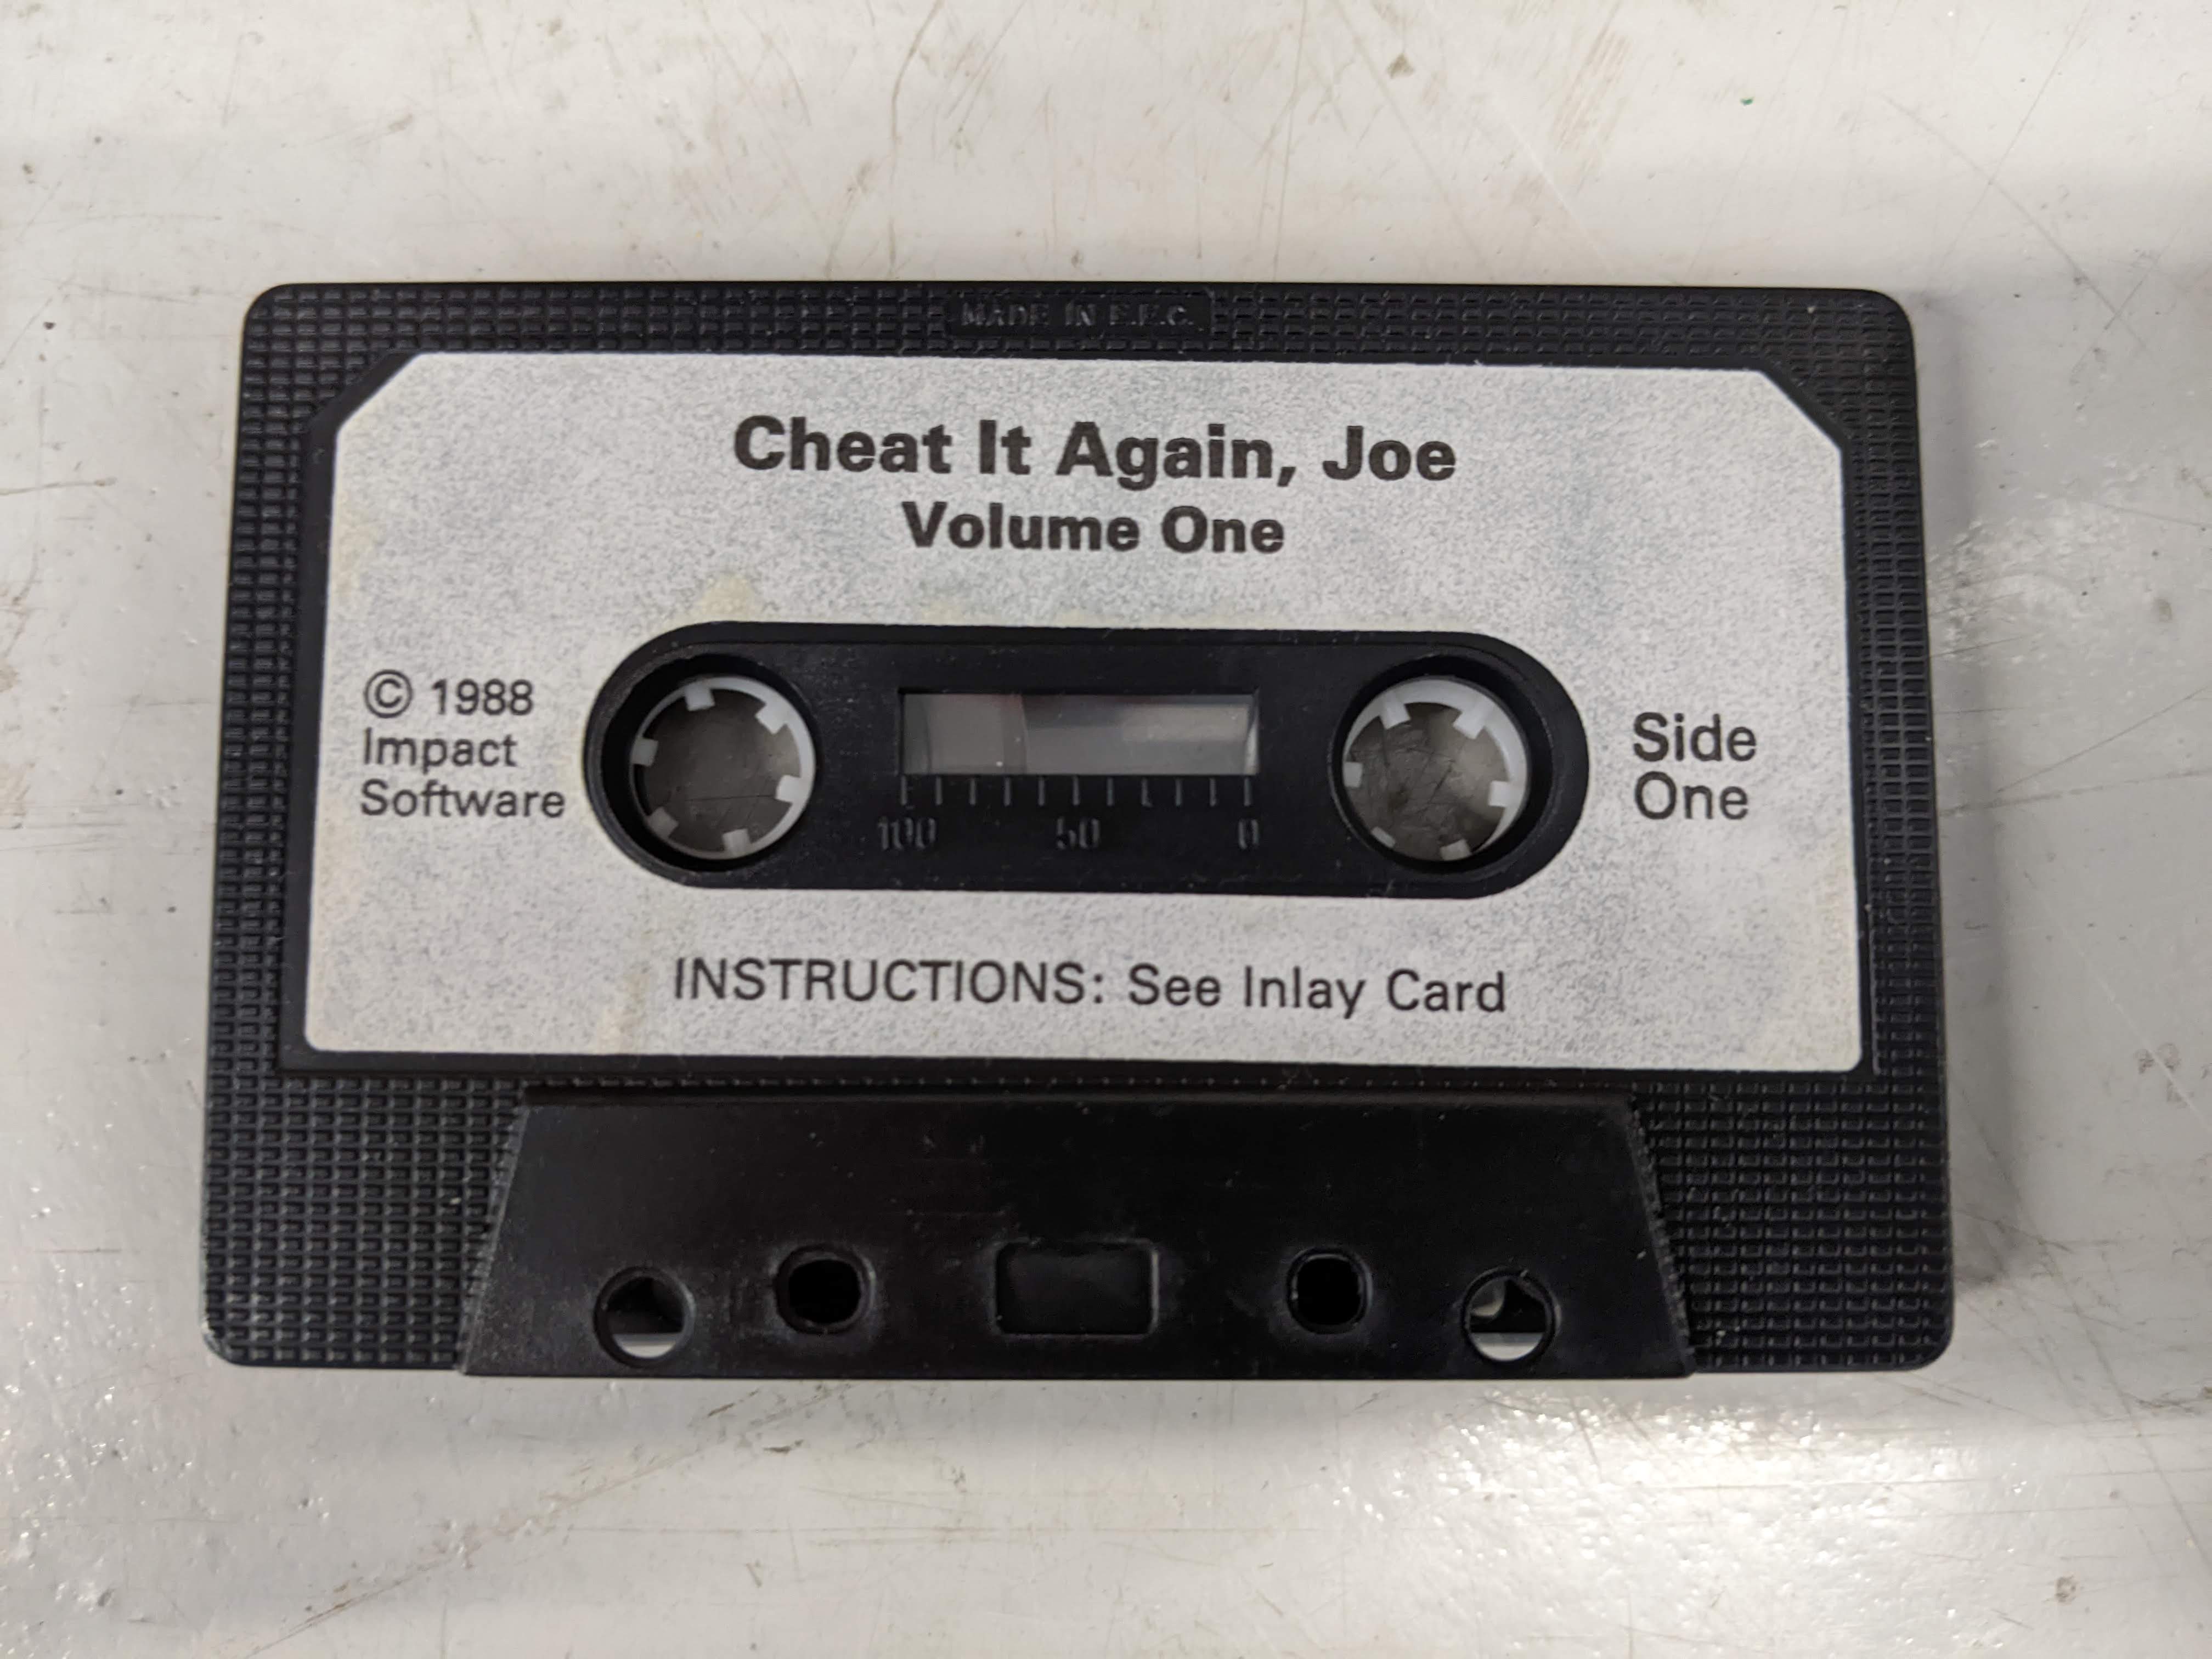 MADE IN E.E.C.
Cheat It Again, Joe
Volume One
© 1988
Impact
Software
Side
One
100 50 0
INSTRUCTIONS: See Inlay Card